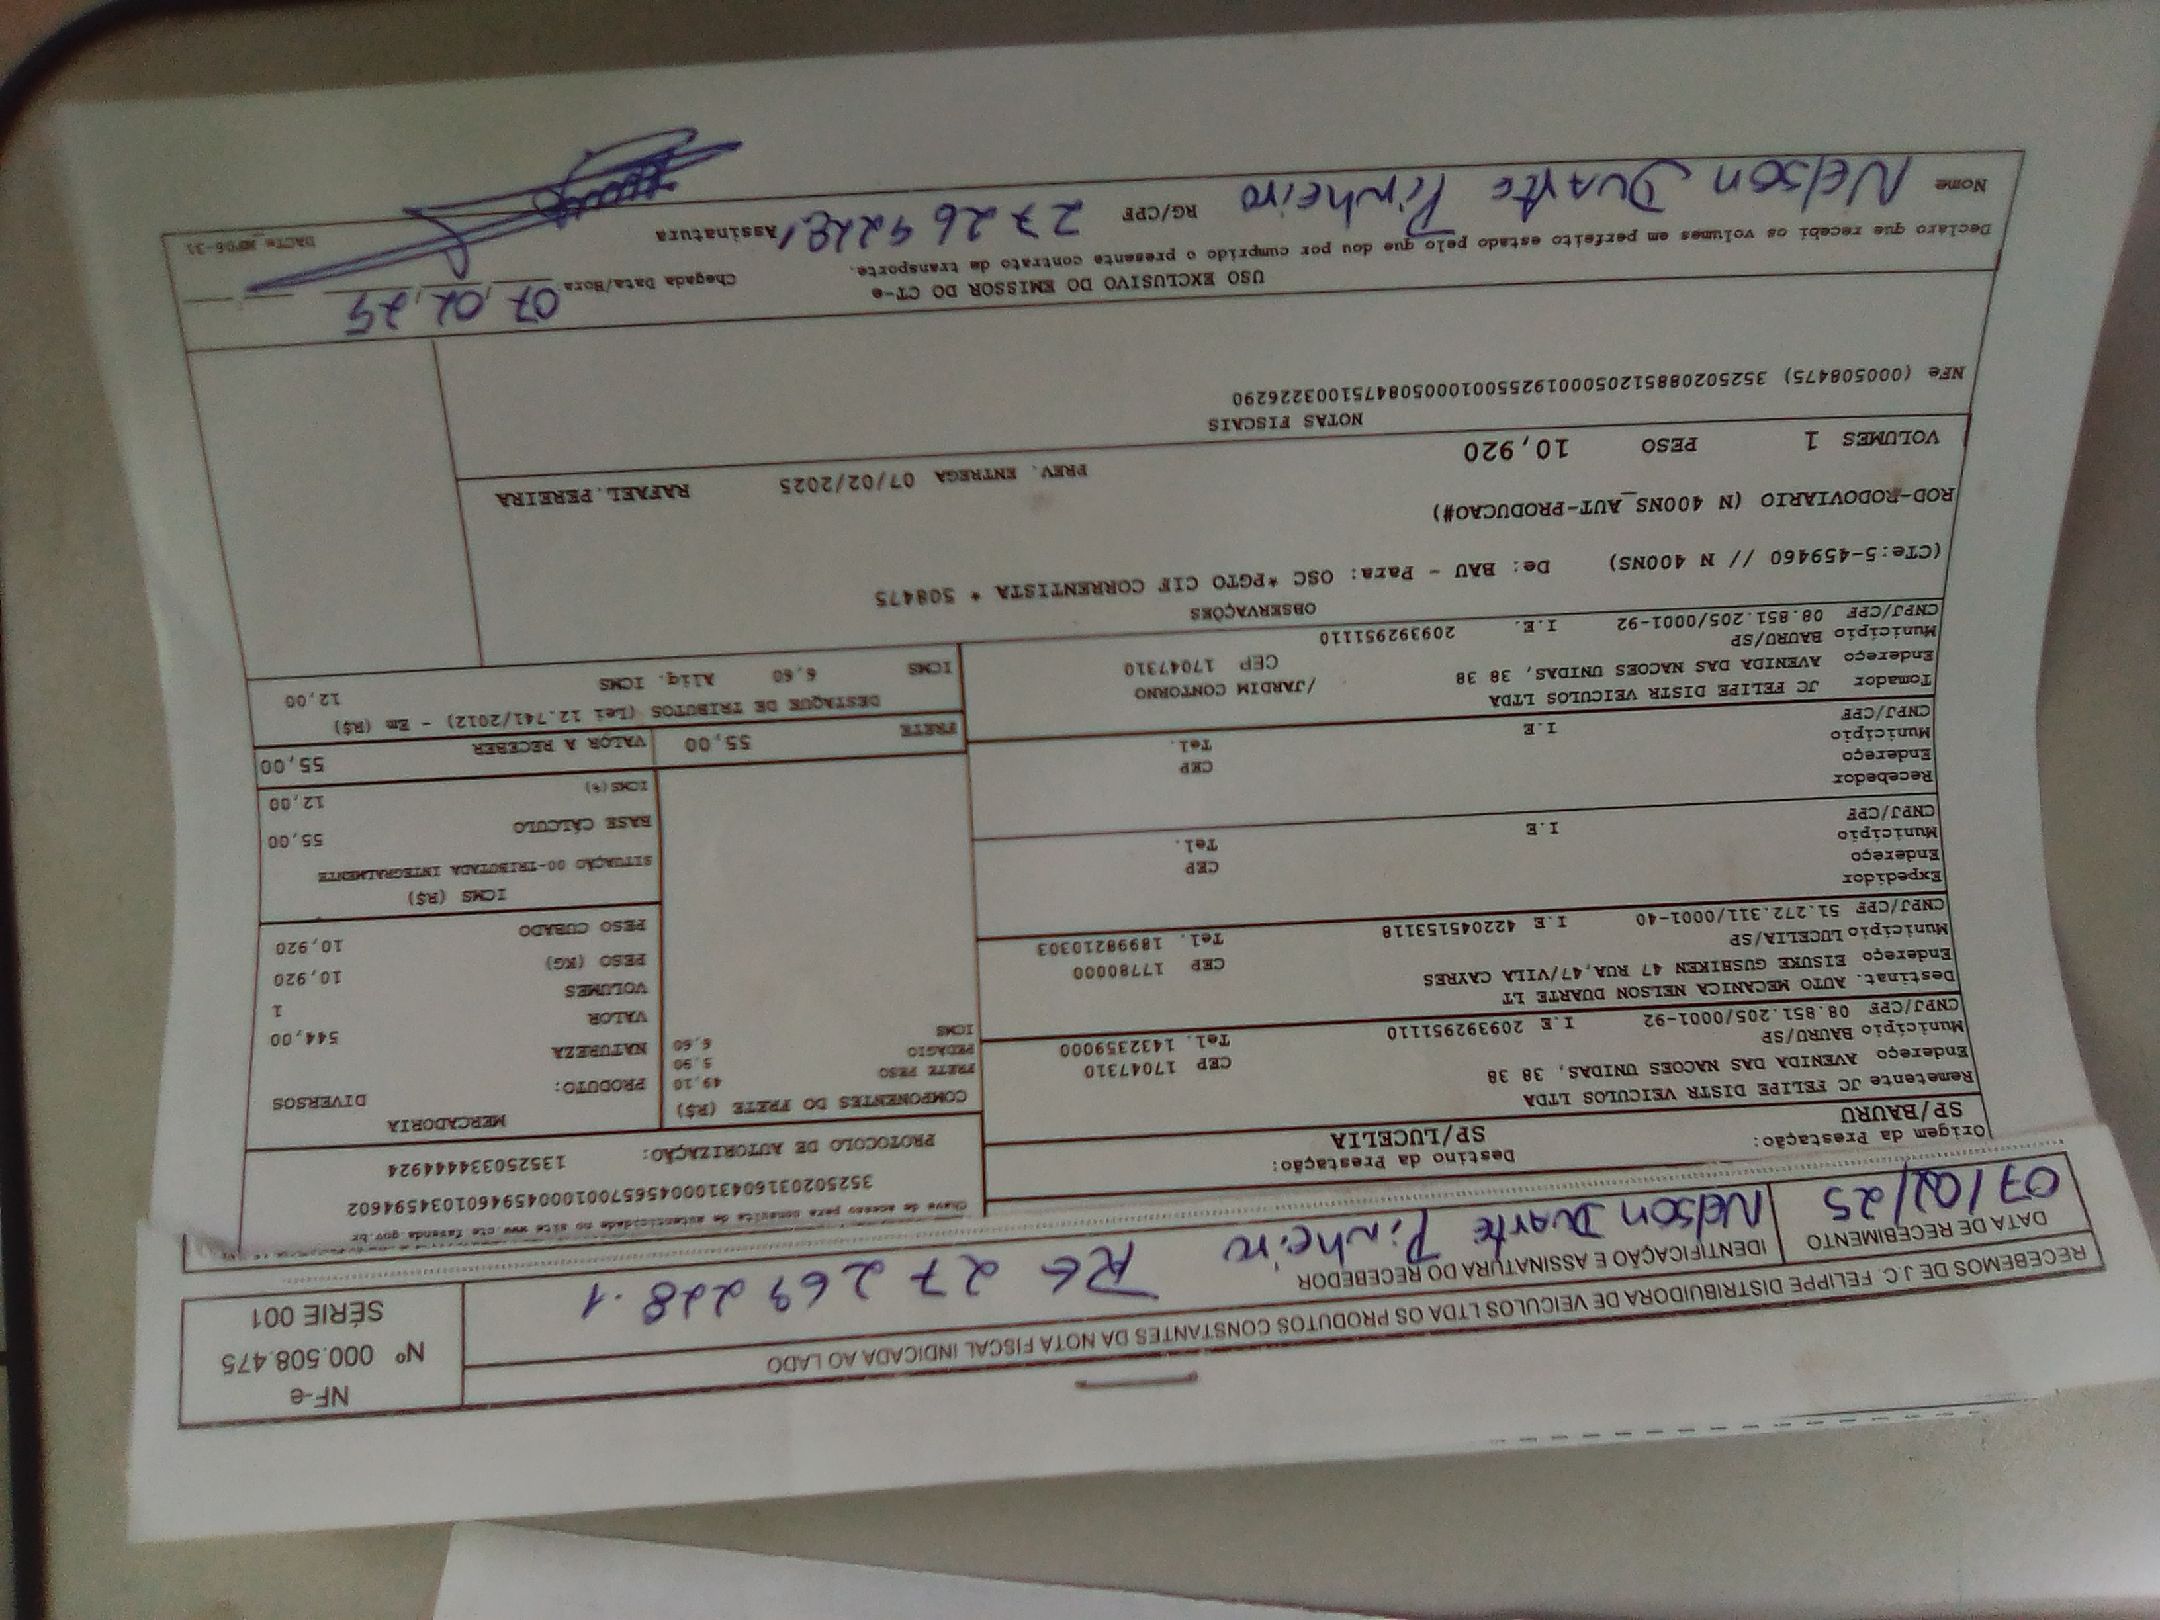 RECEBEMOS DE J.C. FELIPPE DISTRIBUIDORA DE VEICULOS LTDA OS PRODUTOS CONSTANTES DA NOTA FISCAL INDICADA AO LADO
DATA DE RECEBIMENTO
07/02/25
IDENTIFICAÇÃO E ASSINATURA DO RECEBEDOR
Nelson Duarte Pinheiro RG 27 269 228.1
NF-e
Nº 000.508.475
SÉRIE 001
Chave de acesso para consulta de autenticidade no site www.cte.fazenda.gov.br
PROTOCOLO DE AUTORIZAÇÃO: 135250334444924
Origem da Prestação:
SP/BAURU
Destino da Prestação:
SP/LUCELIA
Remetente JC FELIPE DISTR VEICULOS LTDA
Endereço AVENIDA DAS NACOES UNIDAS, 38 38
CEP 17047310
Município BAURU/SP
Tel. 1432359000
CNPJ/CPF 08.851.205/0001-92 I.E 209392951110
Destinat. AUTO MECANICA NELSON DUARTE LT
Endereço EISUKE GUSHIKEN 47 RUA,47/VILA CAYRES
CEP 17780000
Município LUCELIA/SP
Tel. 18998210303
CNPJ/CPF 51.272.311/0001-40 I.E 422045153118
Expedidor
Endereço
CEP
Município
Tel.
CNPJ/CPF I.E
Recebedor
Endereço
CEP
Município
Tel.
CNPJ/CPF I.E
Tomador JC FELIPE DISTR VEICULOS LTDA
Endereço AVENIDA DAS NACOES UNIDAS, 38 38 /JARDIM CONTORNO
Município BAURU/SP CEP 17047310
CNPJ/CPF 08.851.205/0001-92 I.E. 209392951110
COMPONENTES DO FRETE (R$)
FRETE PESO 49,10
PEDAGIO 5,90
ICMS 6,60
MERCADORIA
PRODUTO: DIVERSOS
NATUREZA
VALOR 544,00
VOLUMES 1
PESO (KG) 10,920
PESO CUBADO 10,920
ICMS (R$)
SITUAÇÃO 00-TRIBUTADA INTEGRALMENTE
BASE CÁLCULO 55,00
ICMS(%) 12,00
FRETE 55,00
VALOR A RECEBER 55,00
DESTAQUE DE TRIBUTOS (Lei 12.741/2012) - Em (R$)
ICMS 6,60 Aliq. ICMS 12,00
OBSERVAÇÕES
(CTe:5-459460 // N 400NS) De: BAU - Para: OSC *PGTO CIF CORRENTISTA * 508475
ROD-RODOVIARIO (N 400NS_AUT-PRODUCAO#)
PREV. ENTREGA 07/02/2025 RAFAEL.PEREIRA
VOLUMES 1 PESO 10,920
NOTAS FISCAIS
NFe (000508475) 35250208851205000192550010005084751003226290
USO EXCLUSIVO DO EMISSOR DO CT-e
Chegada Data/Hora 07 02 25
Declaro que recebi os volumes em perfeito estado pelo que dou por cumprido o presente contrato de transporte.
Nome Nelson Duarte Pinheiro RG/CPF Assinatura